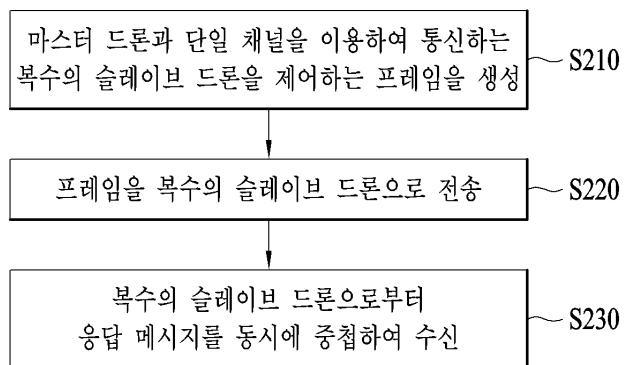 마스터 드론과 단일 채널을 이용하여 통신하는
복수의 슬레이브 드론을 제어하는 프레임을 생성
S210
프레임을 복수의 슬레이브 드론으로 전송
S220
복수의 슬레이브 드론으로부터
응답 메시지를 동시에 중첩하여 수신
S230